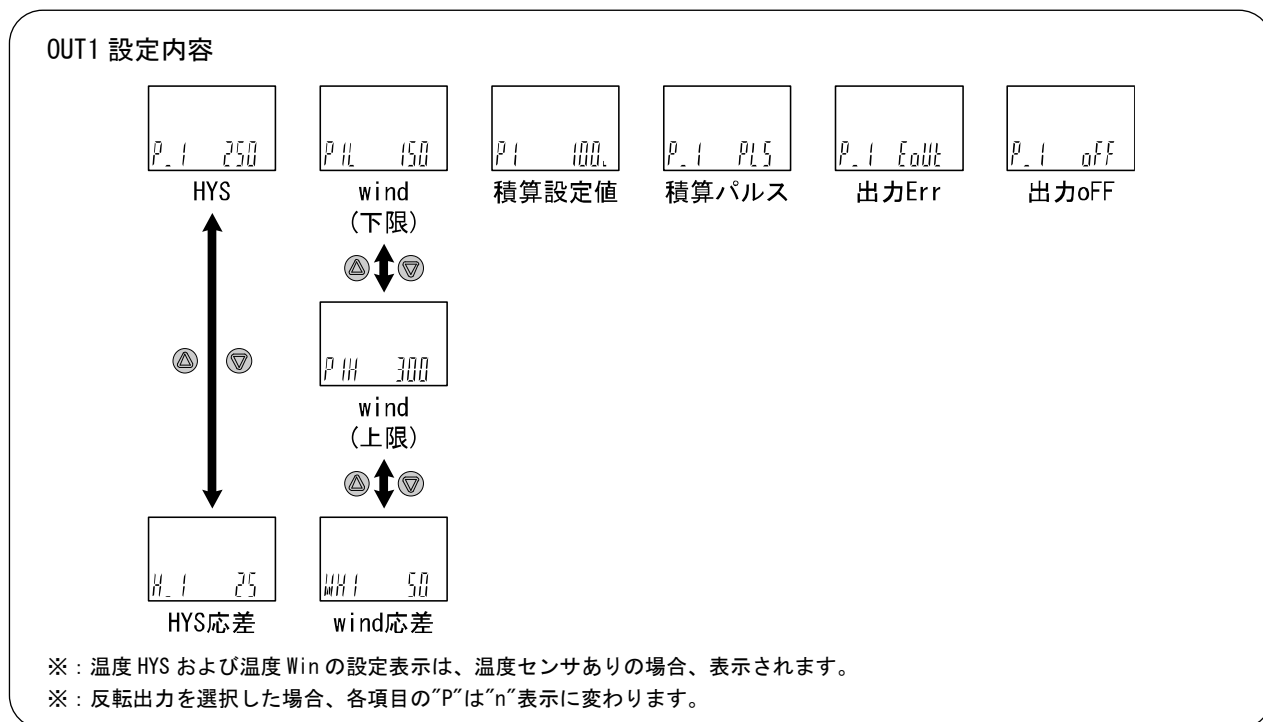 OUT1 設定内容
P_1 250
P1L 150
P1 100.
P_1 PLS
P_1 EoUt
P_1 oFF
HYS
wind
(下限)
積算設定値
積算パルス
出力Err
出力oFF
P1H 300
wind
(上限)
H_1 25
WH1 50
HYS応差
wind応差
※：温度 HYS および温度 Win の設定表示は、温度センサありの場合、表示されます。
※：反転出力を選択した場合、各項目の"P"は"n"表示に変わります。